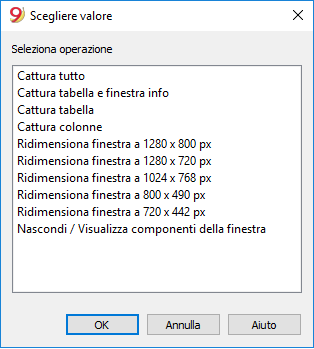 9 Scegliere valore
Seleziona operazione
Cattura tutto
Cattura tabella e finestra info
Cattura tabella
Cattura colonne
Ridimensiona finestra a 1280 x 800 px
Ridimensiona finestra a 1280 x 720 px
Ridimensiona finestra a 1024 x 768 px
Ridimensiona finestra a 800 x 490 px
Ridimensiona finestra a 720 x 442 px
Nascondi / Visualizza componenti della finestra
OK Annulla Aiuto